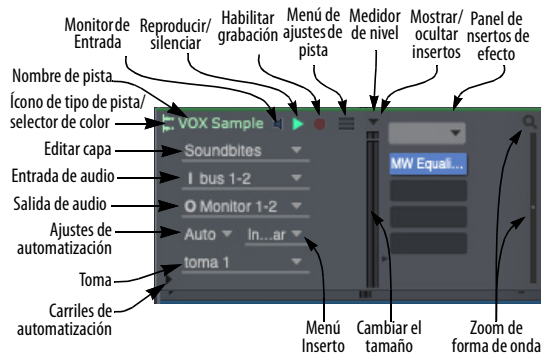 Monitor de
Entrada
Reproducir/
silenciar
Habilitar
grabación
Menú de
ajustes de
pista
Medidor
de nivel
Mostrar/
ocultar
insertos
Panel de
nsertos de
efecto
Nombre de pista
Ícono de tipo de pista/
selector de color
Editar capa
Entrada de audio
Salida de audio
Ajustes de
automatización
Toma
Carriles de
automatización
VOX Sample
Soundbites
I bus 1-2
O Monitor 1-2
Auto In...ar
toma 1
MW Equali...
Menú
Inserto
Cambiar el
tamaño
Zoom de
forma de onda